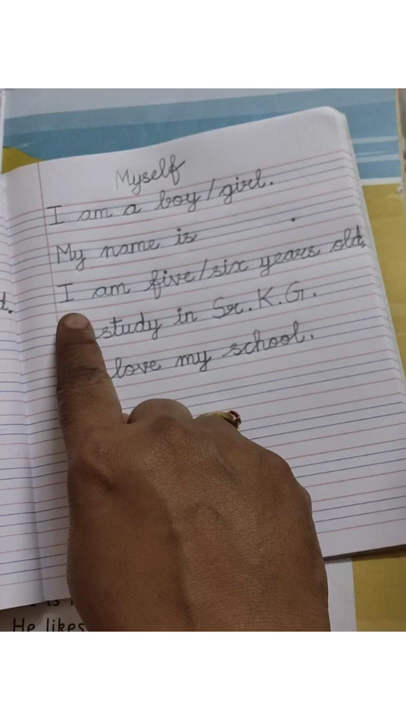 Myself
I am a boy/girl.
My name is .
I am five/six years old.
study in Sr. K.G.
love my school.
He likes